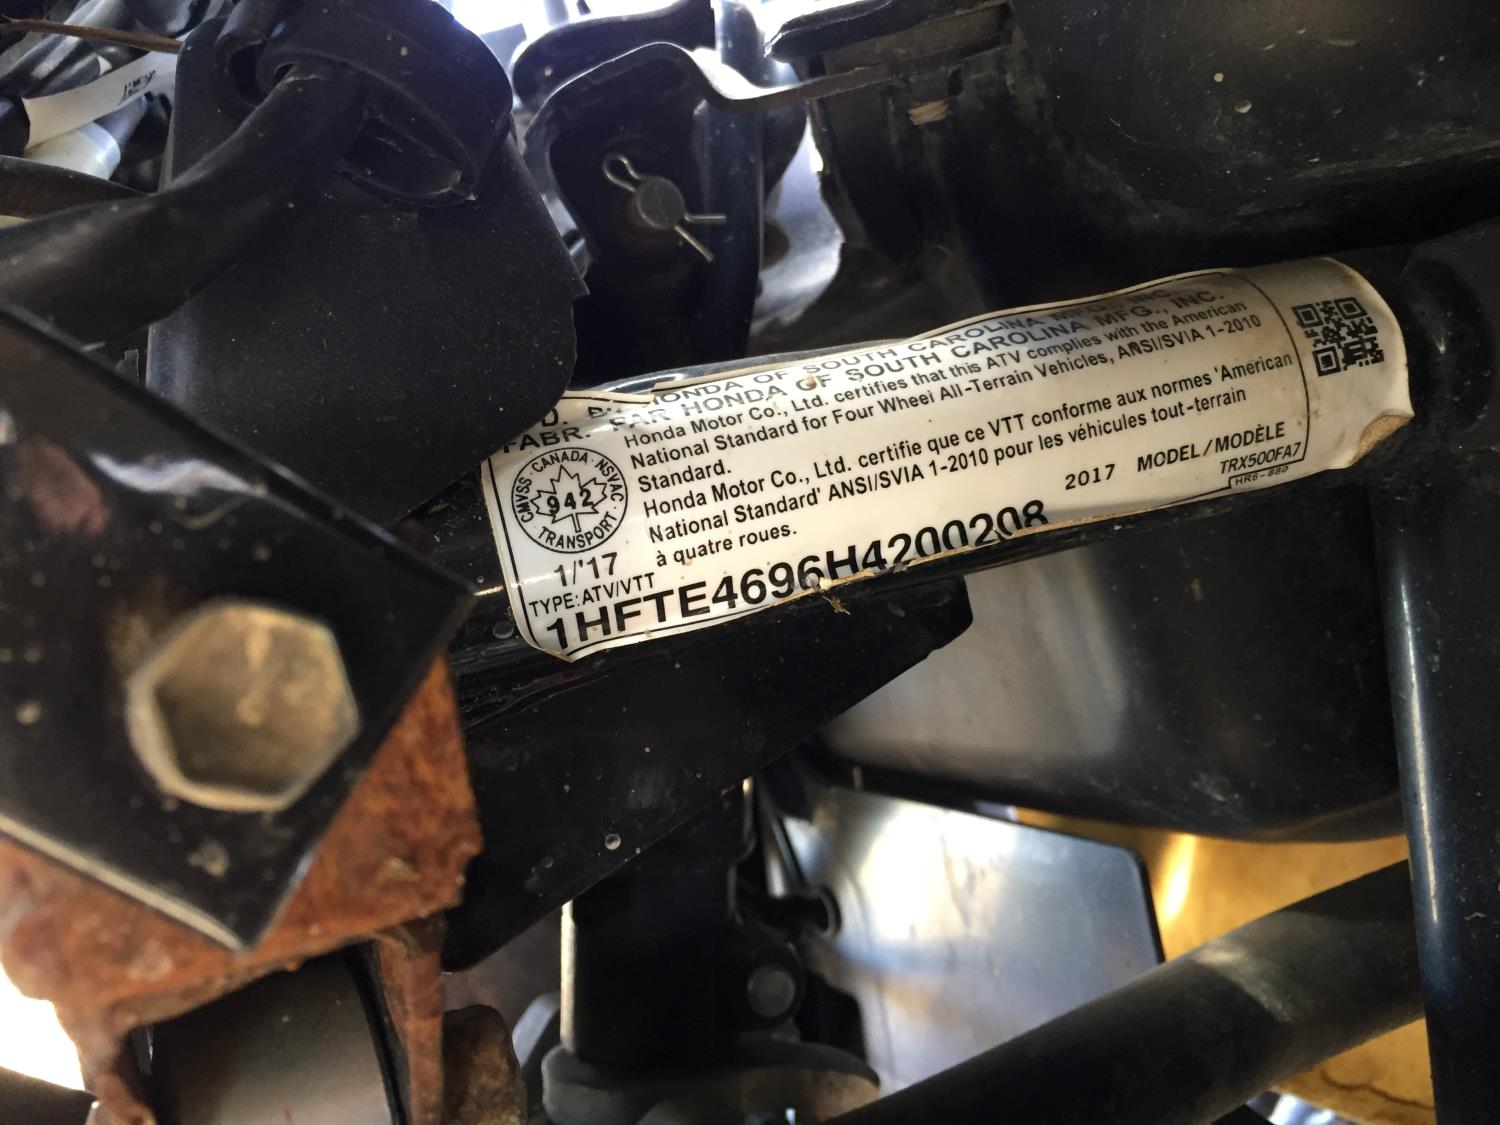 HONDA OF SOUTH CAROLINA MFG., INC.
FABR. PAR HONDA OF SOUTH CAROLINA MFG., INC.
Honda Motor Co., Ltd. certifies that this ATV complies with the American
National Standard for Four Wheel All-Terrain Vehicles, ANSI/SVIA 1-2010
Standard.
Honda Motor Co., Ltd. certifie que ce VTT conforme aux normes 'American
National Standard' ANSI/SVIA 1-2010 pour les véhicules tout-terrain
à quatre roues.
CMVSS·CANADA·NSVAC
942
TRANSPORT
1/'17
TYPE:ATV/VTT
2017 MODEL/MODÈLE
TRX500FA7
HR6-880
1HFTE4696H4200208